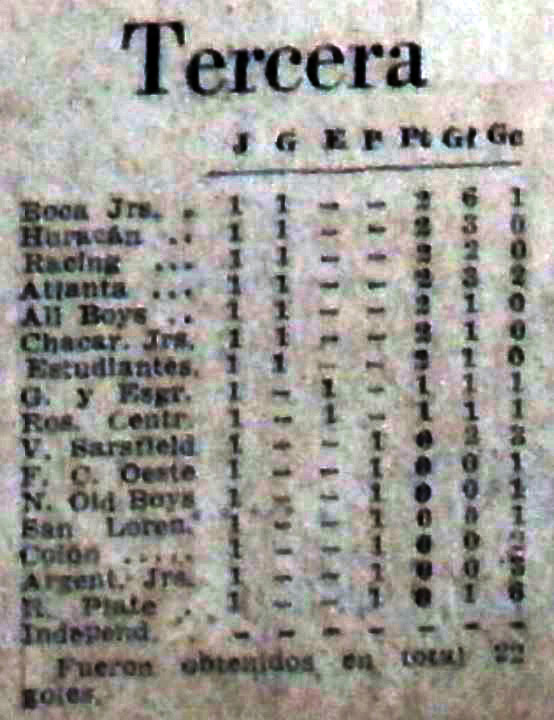 Tercera
J G E P Pt Gf Gc
Boca Jrs. . 1 1 - - 2 6 1
Huracán .. 1 1 - - 2 3 0
Racing ... 1 1 - - 2 2 0
Atlanta ... 1 1 - - 2 3 2
All Boys .. 1 1 - - 2 1 0
Chacar. Jrs. 1 1 - - 2 1 0
Estudiantes. 1 1 - - 2 1 0
G. y Esgr. 1 - 1 - 1 1 1
Ros. Centr. 1 - 1 - 1 1 1
V. Sarsfield 1 - - 1 0 2 3
F. C. Oeste 1 - - 1 0 0 1
N. Old Boys 1 - - 1 0 0 1
San Loren. 1 - - 1 0 0 1
Colón ..... 1 - - 1 0 0 2
Argent. Jrs. 1 - - 1 0 0 3
R. Plate .. 1 - - 1 0 1 6
Independ. - - - - - - -
Fueron obtenidos en total 22
goles.